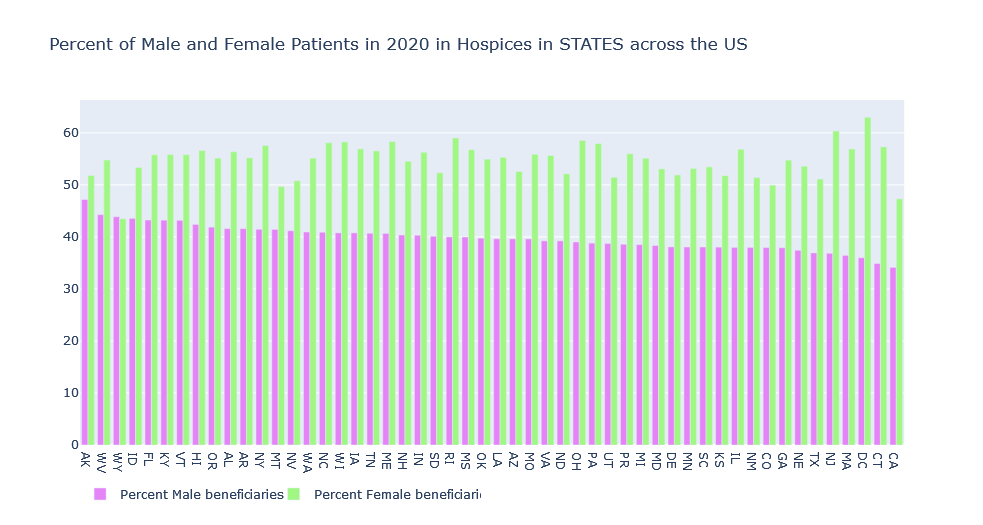 Percent of Male and Female Patients in 2020 in Hospices in STATES across the US
60
50
40
30
20
10
0
AK WV WY ID FL KY VT HI OR AL AR NY MT NV WA NC WI IA TN ME NH IN SD RI MS OK LA AZ MO VA ND OH PA UT PR MI MD DE MN SC KS IL NM CO GA NE TX NJ MA DC CT CA
Percent Male beneficiaries Percent Female beneficiari